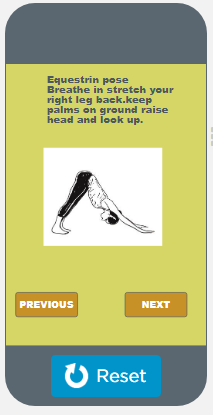 Equestrin pose
Breathe in stretch your
right leg back.keep
palms on ground raise
head and look up.
PREVIOUS
NEXT
Reset